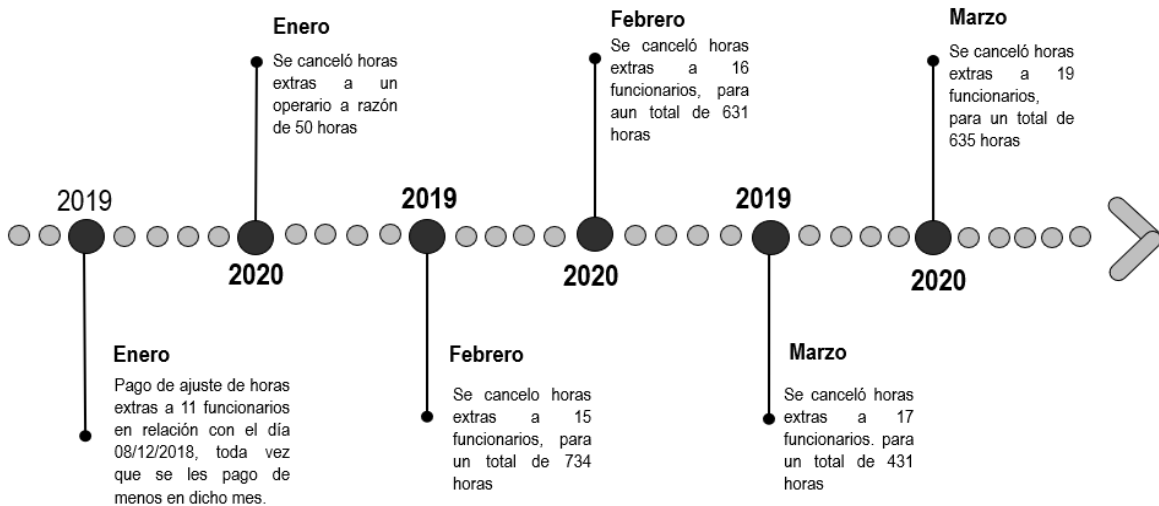 Enero
Se canceló horas
extras a un
operario a razón
de 50 horas
Febrero
Se canceló horas
extras a 16
funcionarios, para
aun total de 631
horas
Marzo
Se canceló horas
extras a 19
funcionarios,
para un total de
635 horas
2019
2020
2019
2020
2019
2020
Enero
Pago de ajuste de horas
extras a 11 funcionarios
en relación con el día
08/12/2018, toda vez
que se les pago de
menos en dicho mes.
Febrero
Se cancelo horas
extras a 15
funcionarios, para
un total de 734
horas
Marzo
Se canceló horas
extras a 17
funcionarios. para
un total de 431
horas